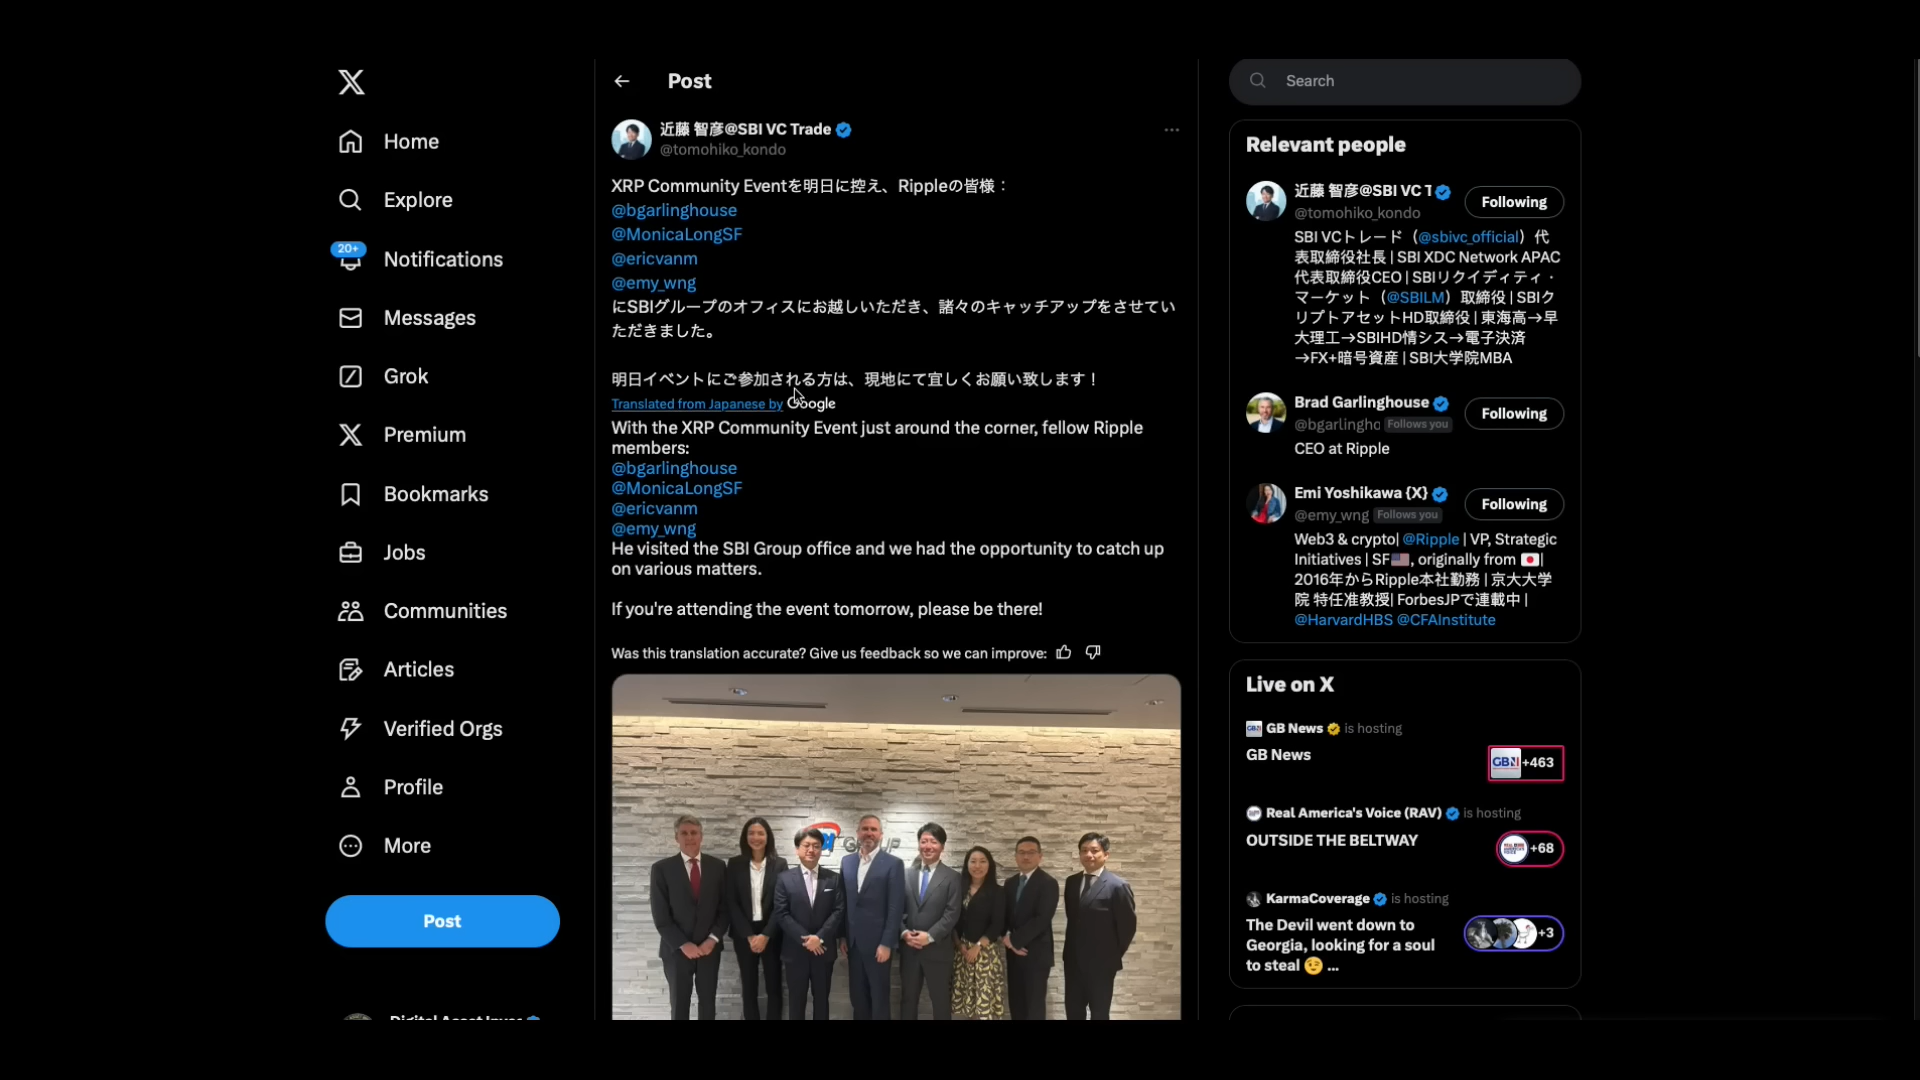 Home
Explore
20+
Notifications
Messages
Grok
Premium
Bookmarks
Jobs
Communities
Articles
Verified Orgs
Profile
More
Post
Post
近藤 智彦@SBI VC Trade
@tomohiko_kondo
XRP Community Eventを明日に控え、Rippleの皆様：
@bgarlinghouse
@MonicaLongSF
@ericvanm
@emy_wng
にSBIグループのオフィスにお越しいただき、諸々のキャッチアップをさせてい
ただきました。
明日イベントにご参加される方は、現地にて宜しくお願い致します！
Translated from Japanese by Google
With the XRP Community Event just around the corner, fellow Ripple
members:
@bgarlinghouse
@MonicaLongSF
@ericvanm
@emy_wng
He visited the SBI Group office and we had the opportunity to catch up
on various matters.
If you're attending the event tomorrow, please be there!
Was this translation accurate? Give us feedback so we can improve:
Search
Relevant people
近藤 智彦@SBI VC T
@tomohiko_kondo
Following
SBI VCトレード（@sbivc_official）代
表取締役社長 | SBI XDC Network APAC
代表取締役CEO | SBIリクイディティ・
マーケット（@SBILM）取締役 | SBIク
リプトアセットHD取締役 | 東海高→早
大理工→SBIHD情シス→電子決済
→FX+暗号資産 | SBI大学院MBA
Brad Garlinghouse
@bgarlinghc Follows you
Following
CEO at Ripple
Emi Yoshikawa {X}
@emy_wng Follows you
Following
Web3 & crypto| @Ripple | VP, Strategic
Initiatives | SF🇺🇸, originally from 🇯🇵|
2016年からRipple本社勤務 | 京大大学
院 特任准教授| ForbesJPで連載中 |
@HarvardHBS @CFAInstitute
Live on X
GB News is hosting
GB News
GBN +463
Real America's Voice (RAV) is hosting
OUTSIDE THE BELTWAY
+68
KarmaCoverage is hosting
The Devil went down to
Georgia, looking for a soul
to steal 😉 ...
+3